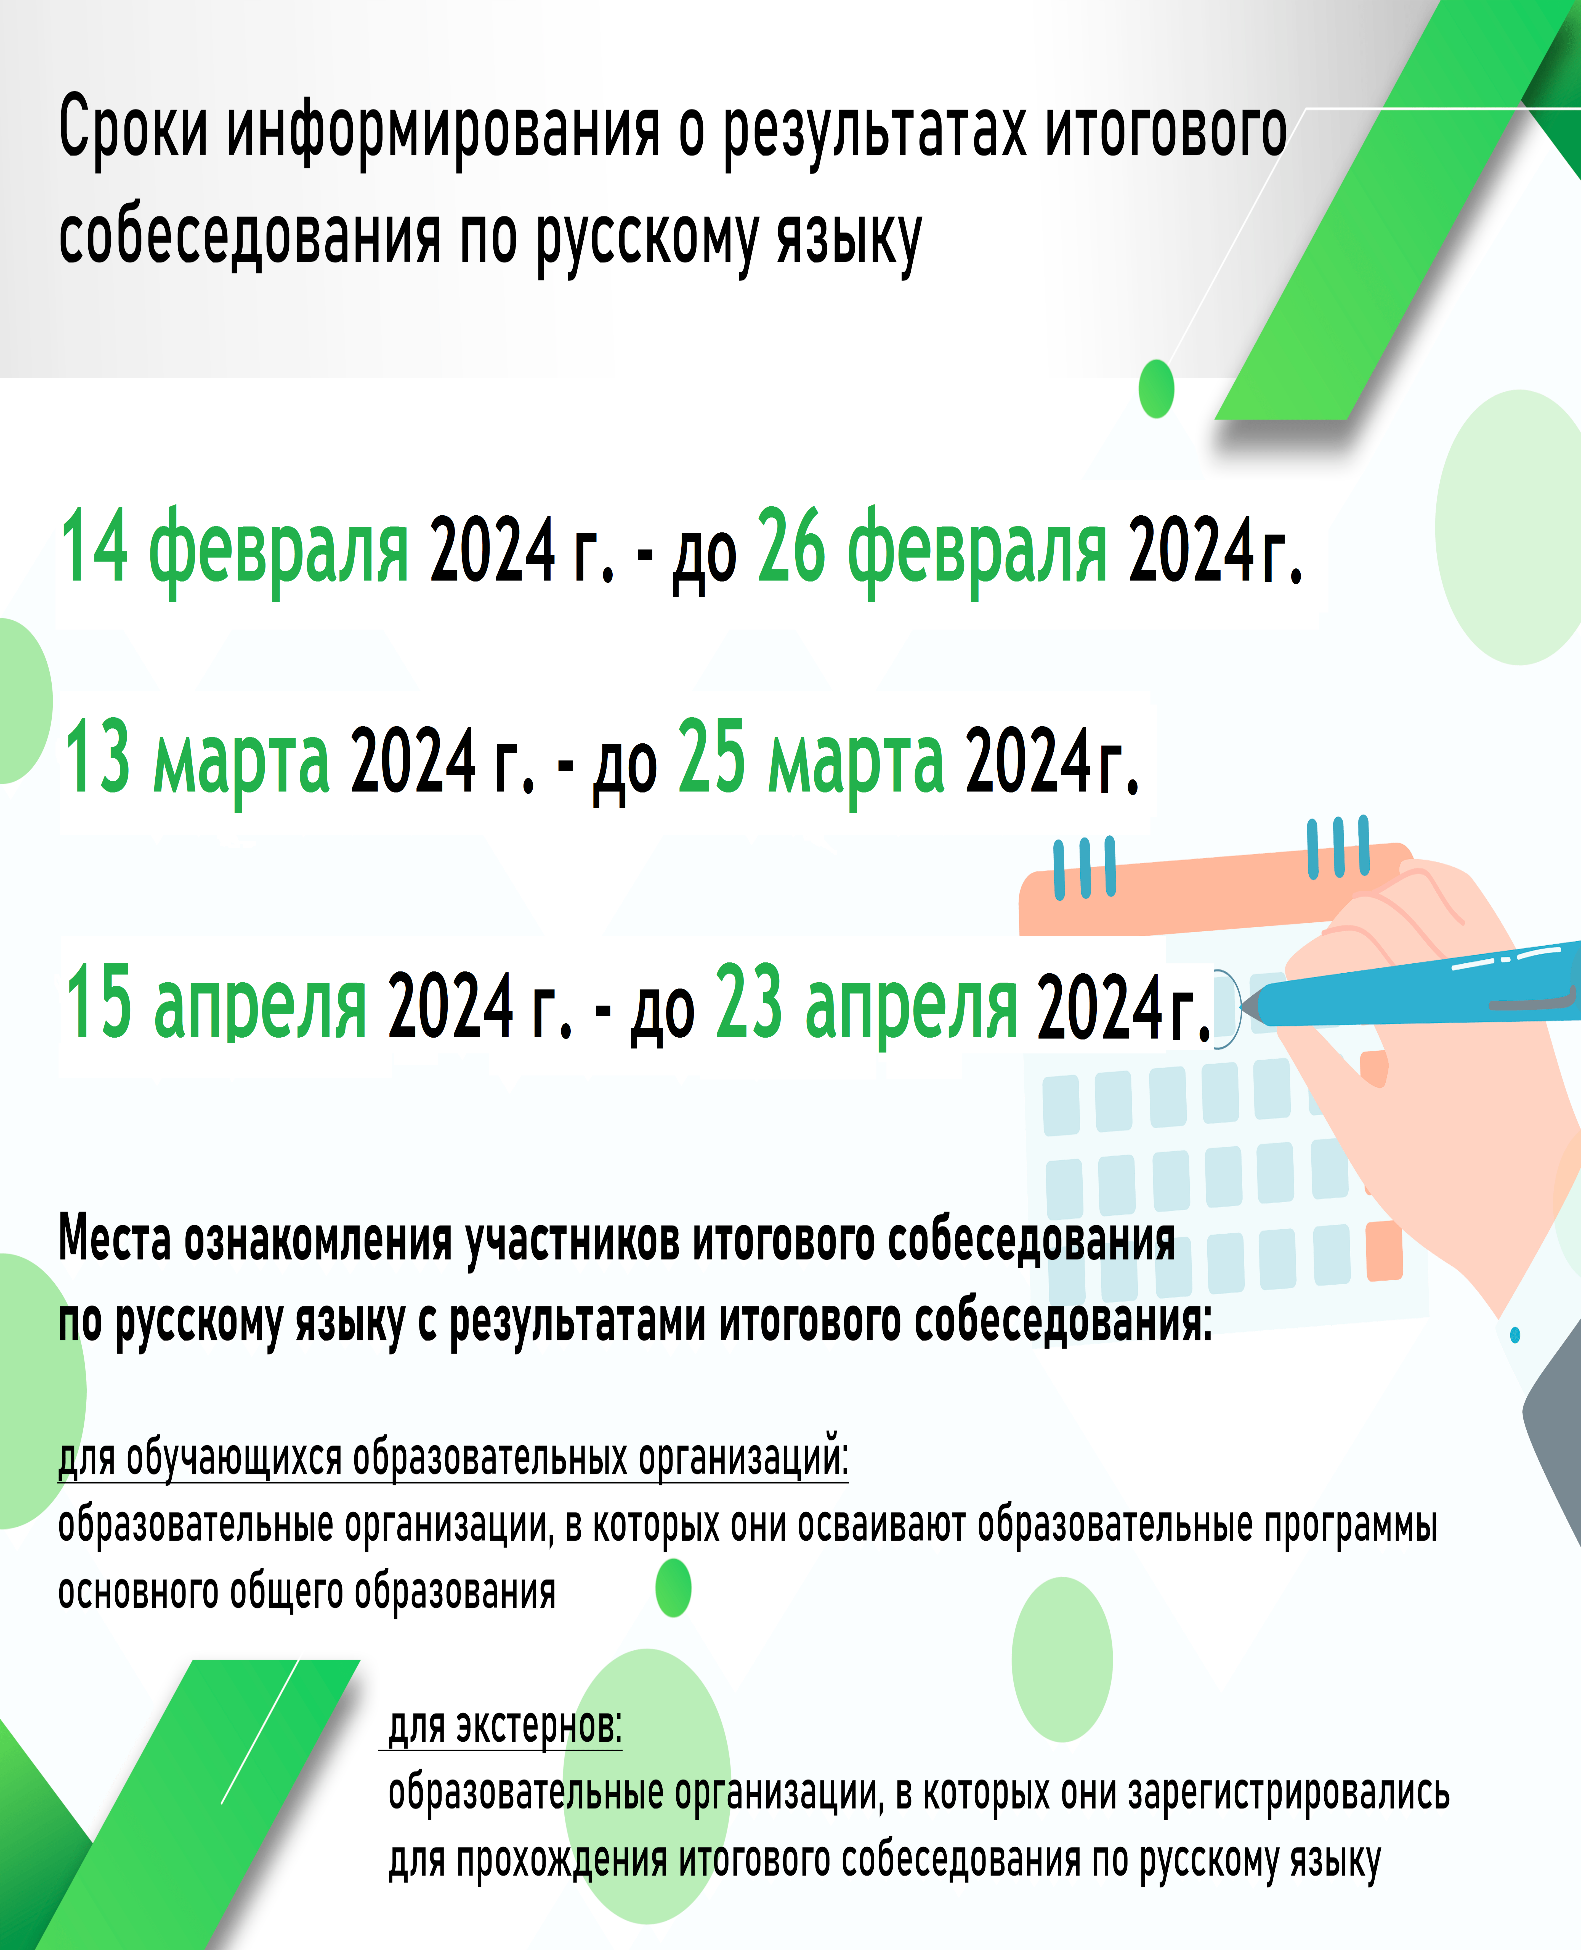 Сроки информирования о результатах итогового
собеседования по русскому языку
14 февраля 2024 г. - до 26 февраля 2024г.
13 марта 2024 г. - до 25 марта 2024г.
15 апреля 2024 г. - до 23 апреля 2024г.
Места ознакомления участников итогового собеседования
по русскому языку с результатами итогового собеседования:
для обучающихся образовательных организаций:
образовательные организации, в которых они осваивают образовательные программы
основного общего образования
для экстернов:
образовательные организации, в которых они зарегистрировались
для прохождения итогового собеседования по русскому языку